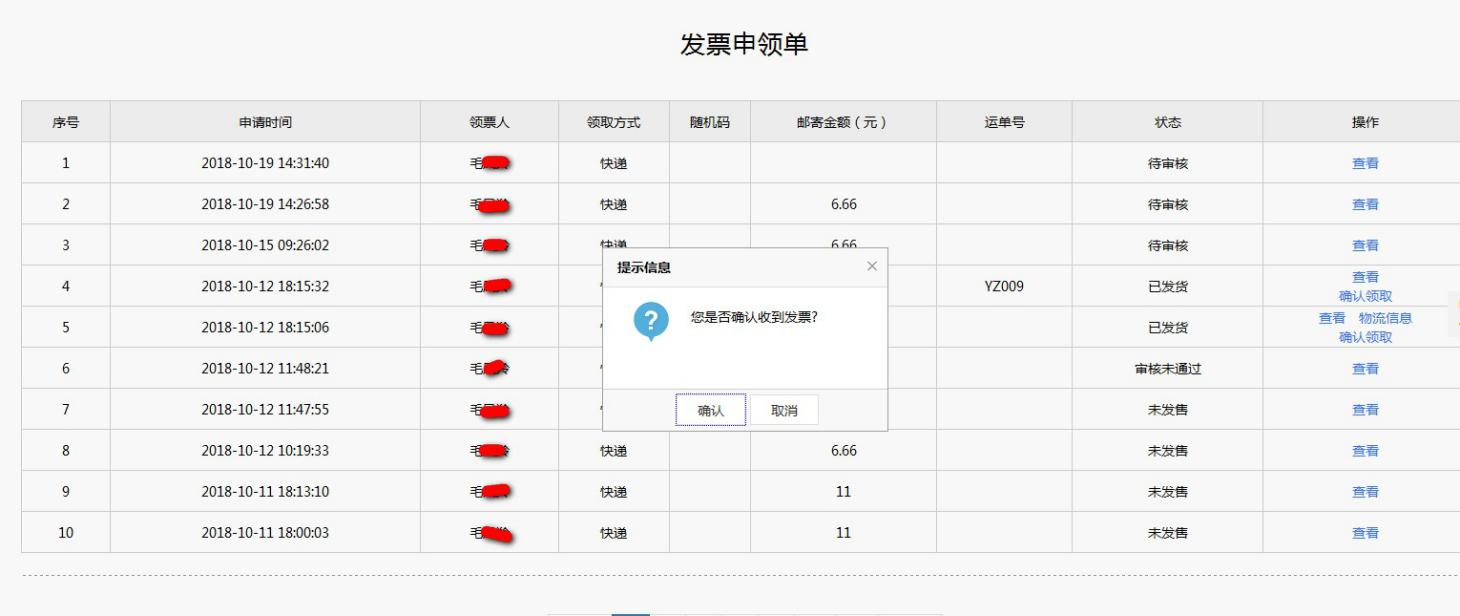 发票申领单
序号 申请时间 领票人 领取方式 随机码 邮寄金额（元） 运单号 状态 操作
1 2018-10-19 14:31:40 毛 快递 待审核 查看
2 2018-10-19 14:26:58 毛 快递 6.66 待审核 查看
3 2018-10-15 09:26:02 毛 快递 6.66 待审核 查看
提示信息
4 2018-10-12 18:15:32 毛 YZ009 已发货 查看
确认领取
您是否确认收到发票?
5 2018-10-12 18:15:06 毛 已发货 查看 物流信息
确认领取
6 2018-10-12 11:48:21 毛 审核未通过 查看
7 2018-10-12 11:47:55 毛 未发售 查看
确认 取消
8 2018-10-12 10:19:33 毛 快递 6.66 未发售 查看
9 2018-10-11 18:13:10 毛 快递 11 未发售 查看
10 2018-10-11 18:00:03 毛 快递 11 未发售 查看